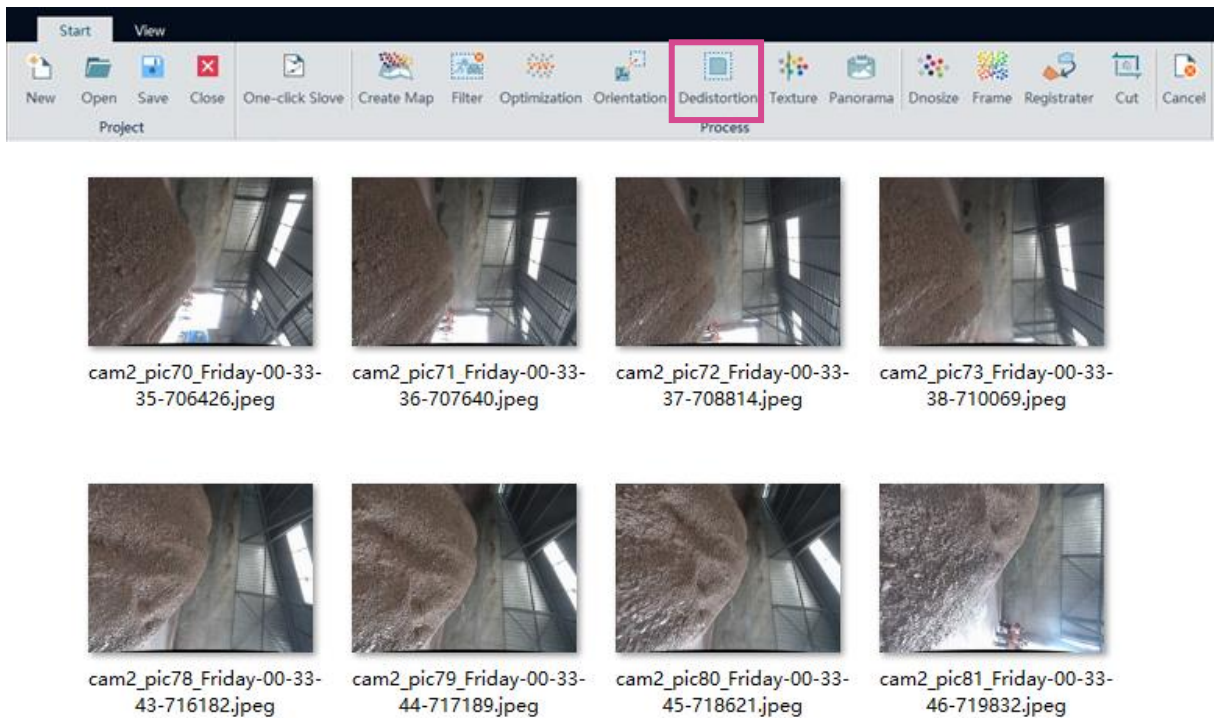 Start View
New Open Save Close One-click Slove Create Map Filter Optimization Orientation Dedistortion Texture Panorama Dnosize Frame Registrater Cut Cancel
Project Process
cam2_pic70_Friday-00-33-
35-706426.jpeg
cam2_pic71_Friday-00-33-
36-707640.jpeg
cam2_pic72_Friday-00-33-
37-708814.jpeg
cam2_pic73_Friday-00-33-
38-710069.jpeg
cam2_pic78_Friday-00-33-
43-716182.jpeg
cam2_pic79_Friday-00-33-
44-717189.jpeg
cam2_pic80_Friday-00-33-
45-718621.jpeg
cam2_pic81_Friday-00-33-
46-719832.jpeg